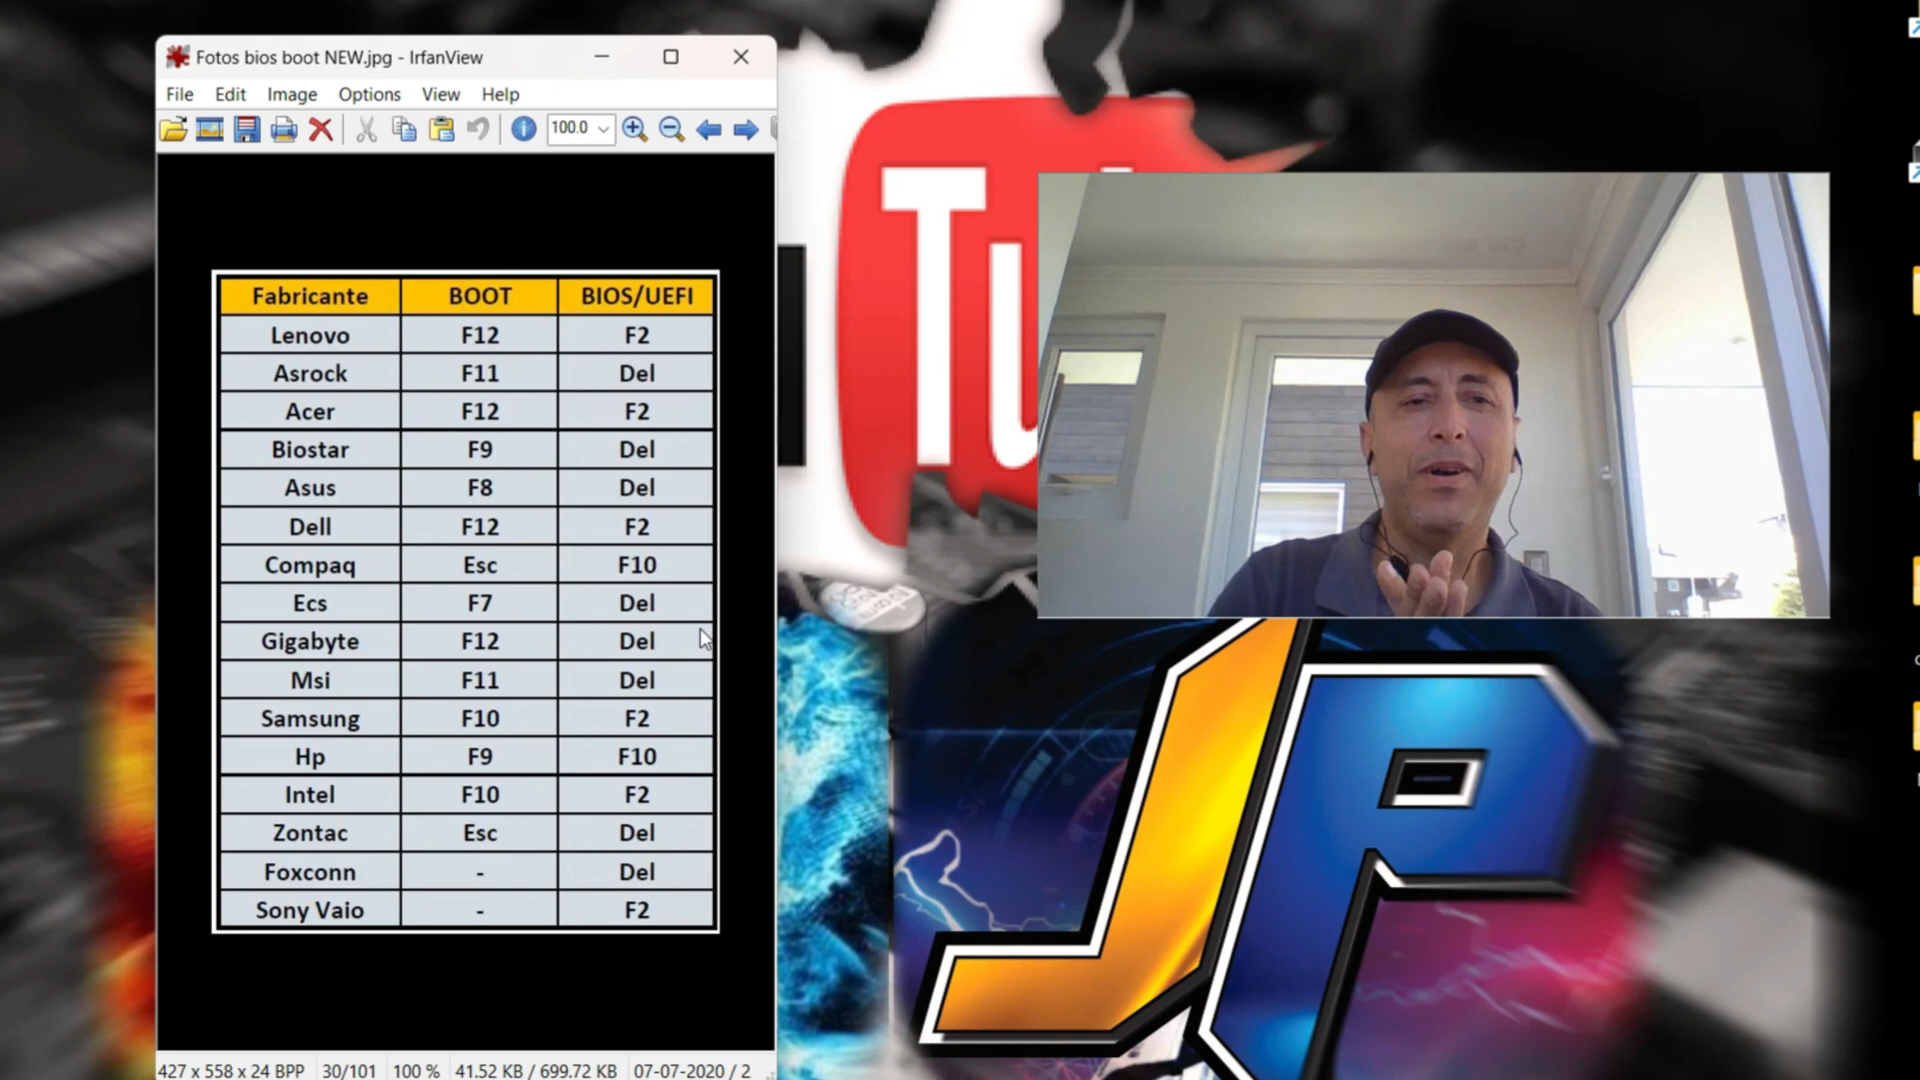 Fotos bios boot NEW.jpg - IrfanView
File Edit Image Options View Help
100.0
Fabricante BOOT BIOS/UEFI
Lenovo F12 F2
Asrock F11 Del
Acer F12 F2
Biostar F9 Del
Asus F8 Del
Dell F12 F2
Compaq Esc F10
Ecs F7 Del
Gigabyte F12 Del
Msi F11 Del
Samsung F10 F2
Hp F9 F10
Intel F10 F2
Zontac Esc Del
Foxconn - Del
Sony Vaio - F2
427 x 558 x 24 BPP 30/101 100 % 41.52 KB / 699.72 KB 07-07-2020 / 2
Tu
JP